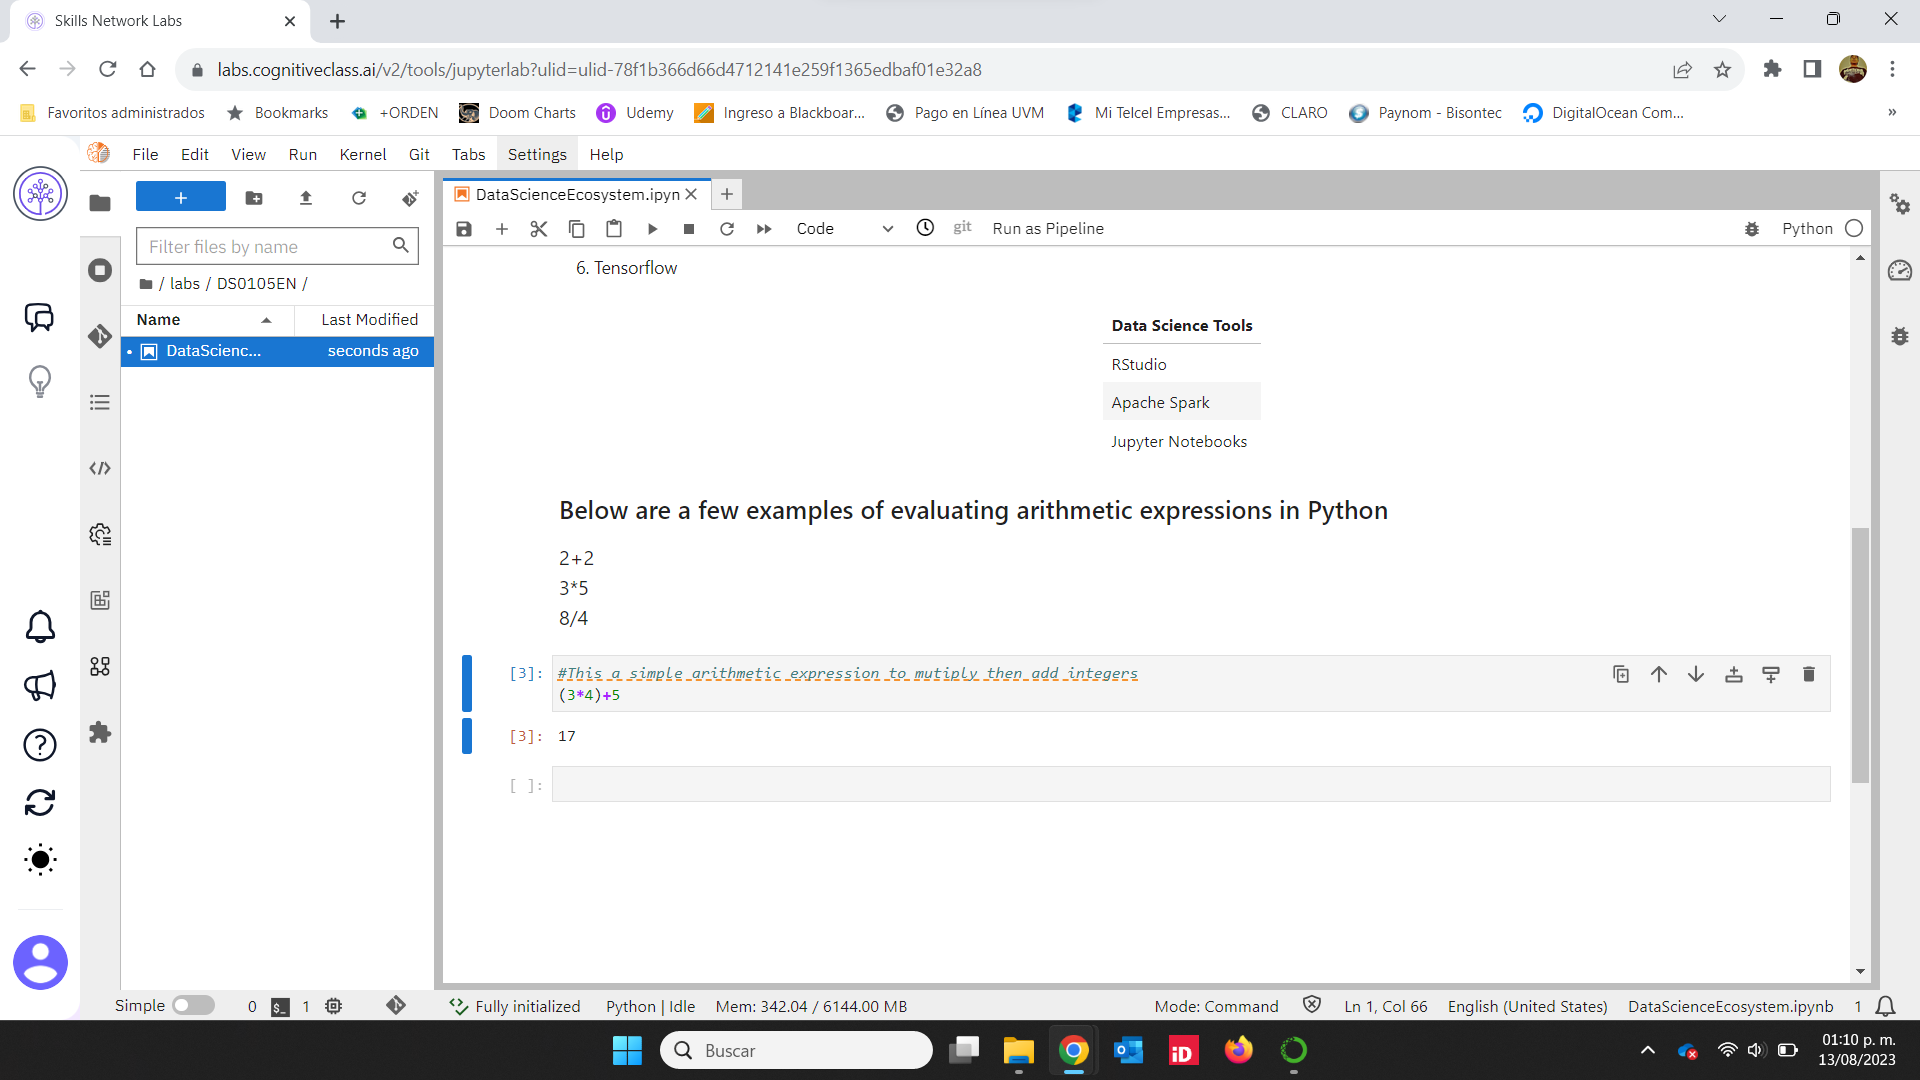 Skills Network Labs
labs.cognitiveclass.ai/v2/tools/jupyterlab?ulid=ulid-78f1b366d66d4712141e259f1365edbaf01e32a8
Favoritos administrados Bookmarks +ORDEN Doom Charts Udemy Ingreso a Blackboar... Pago en Línea UVM Mi Telcel Empresas... CLARO Paynom - Bisontec DigitalOcean Com... »
File Edit View Run Kernel Git Tabs Settings Help
DataScienceEcosystem.ipyn
Code git Run as Pipeline Python
Filter files by name
/ labs / DS0105EN /
Name Last Modified
DataScienc... seconds ago
6. Tensorflow
Data Science Tools
RStudio
Apache Spark
Jupyter Notebooks
Below are a few examples of evaluating arithmetic expressions in Python
2+2
3*5
8/4
[3]: #This a simple arithmetic expression to mutiply then add integers
(3*4)+5
[3]: 17
[ ]:
Simple 0 $_ 1 Fully initialized Python | Idle Mem: 342.04 / 6144.00 MB Mode: Command Ln 1, Col 66 English (United States) DataScienceEcosystem.ipynb 1
Buscar
iD
01:10 p. m.
13/08/2023